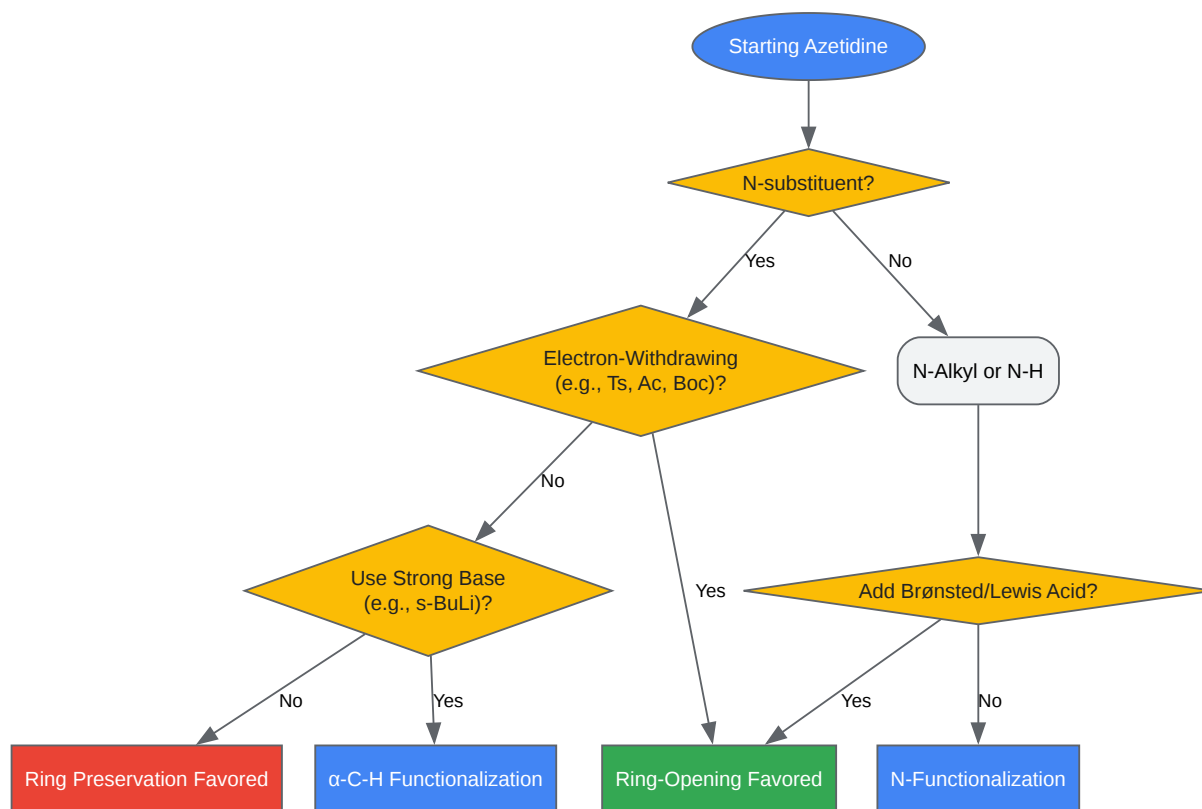 Starting Azetidine
N-substituent?
Yes
No
Electron-Withdrawing
(e.g., Ts, Ac, Boc)?
N-Alkyl or N-H
No
Yes
Use Strong Base
(e.g., s-BuLi)?
Add Brønsted/Lewis Acid?
No
Yes
Yes
No
Ring Preservation Favored
α-C-H Functionalization
Ring-Opening Favored
N-Functionalization